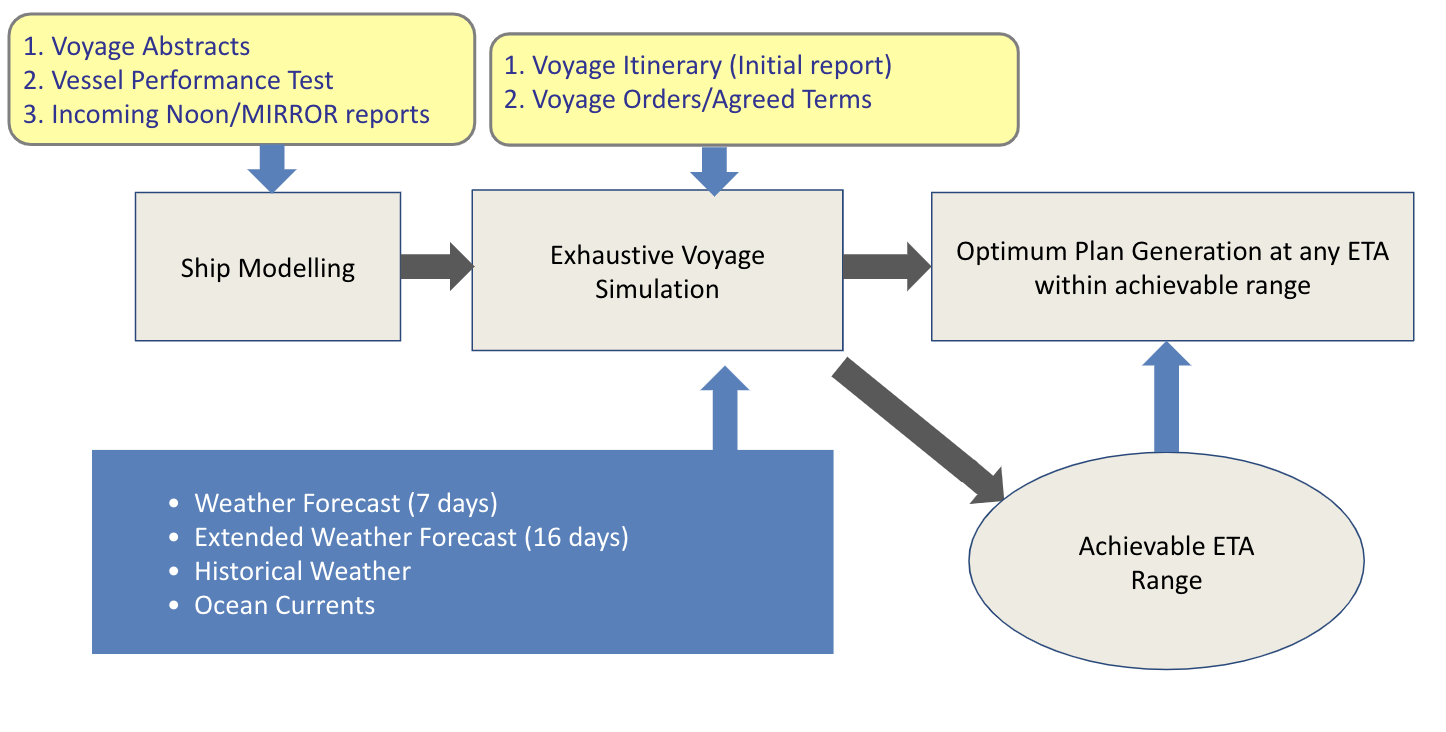 1. Voyage Abstracts
2. Vessel Performance Test
3. Incoming Noon/MIRROR reports
1. Voyage Itinerary (Initial report)
2. Voyage Orders/Agreed Terms
Ship Modelling
Exhaustive Voyage
Simulation
Optimum Plan Generation at any ETA
within achievable range
• Weather Forecast (7 days)
• Extended Weather Forecast (16 days)
• Historical Weather
• Ocean Currents
Achievable ETA
Range